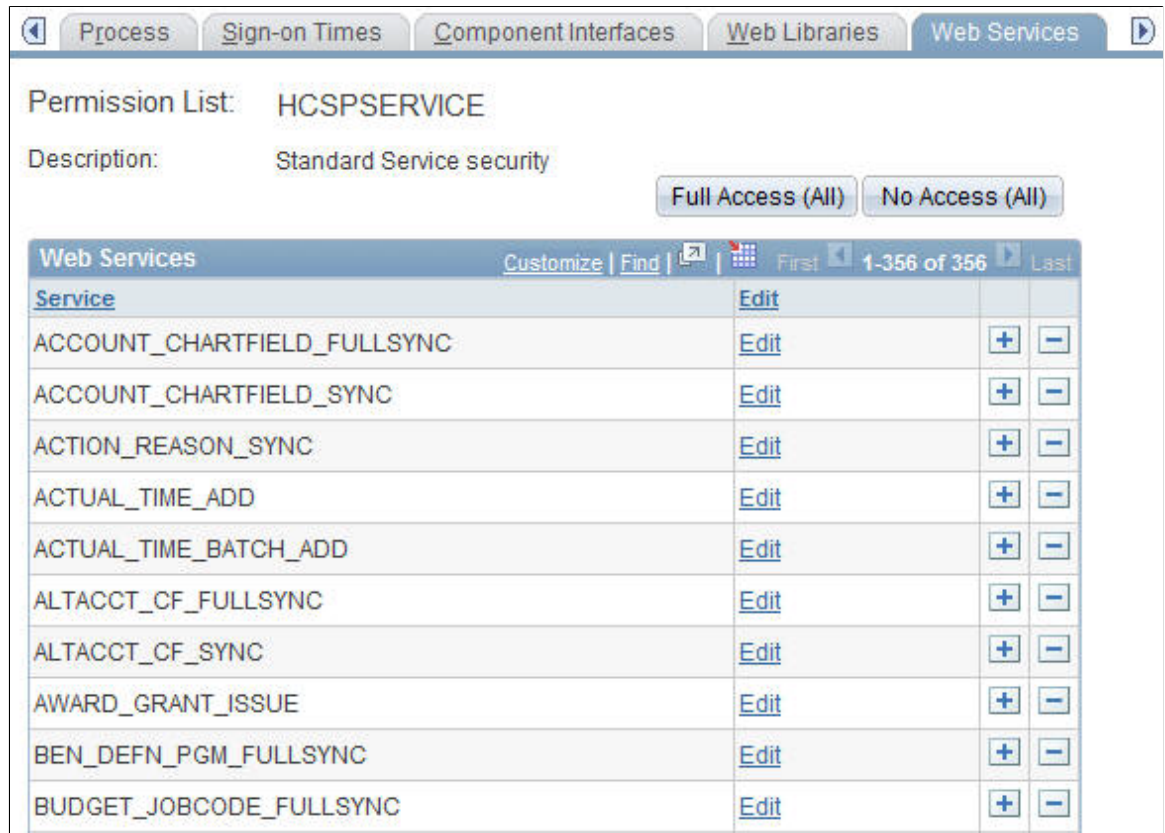 Process Sign-on Times Component Interfaces Web Libraries Web Services
Permission List: HCSPSERVICE
Description: Standard Service security
Full Access (All) No Access (All)
Web Services Customize | Find | | First 1-356 of 356 Last
Service Edit
ACCOUNT_CHARTFIELD_FULLSYNC Edit
ACCOUNT_CHARTFIELD_SYNC Edit
ACTION_REASON_SYNC Edit
ACTUAL_TIME_ADD Edit
ACTUAL_TIME_BATCH_ADD Edit
ALTACCT_CF_FULLSYNC Edit
ALTACCT_CF_SYNC Edit
AWARD_GRANT_ISSUE Edit
BEN_DEFN_PGM_FULLSYNC Edit
BUDGET_JOBCODE_FULLSYNC Edit